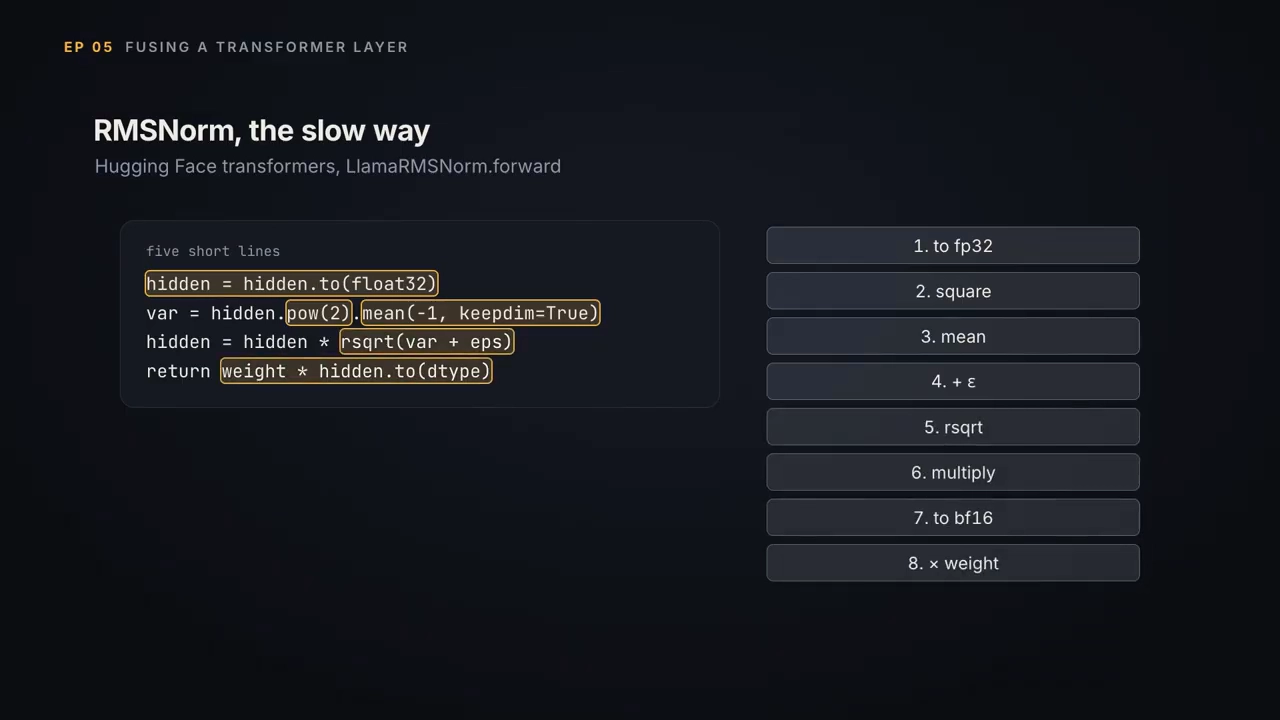 EP 05 FUSING A TRANSFORMER LAYER
RMSNorm, the slow way
Hugging Face transformers, LlamaRMSNorm.forward
five short lines
hidden = hidden.to(float32)
var = hidden.pow(2).mean(-1, keepdim=True)
hidden = hidden * rsqrt(var + eps)
return weight * hidden.to(dtype)
1. to fp32
2. square
3. mean
4. + ε
5. rsqrt
6. multiply
7. to bf16
8. × weight